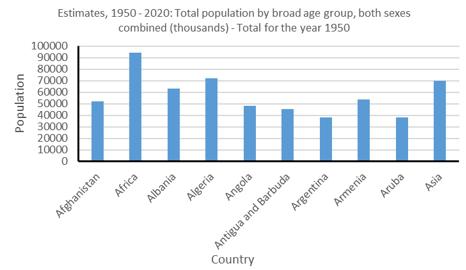 Estimates, 1950 - 2020: Total population by broad age group, both sexes
combined (thousands) - Total for the year 1950
100000
90000
80000
70000
60000
50000
40000
30000
20000
10000
0
Population
Afghanistan
Africa
Albania
Algeria
Angola
Antigua and Barbuda
Argentina
Armenia
Aruba
Asia
Country